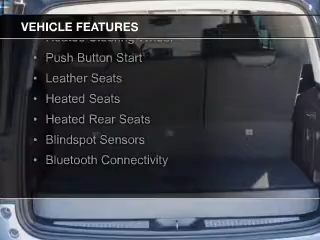 VEHICLE FEATURES
• Push Button Start
• Leather Seats
• Heated Seats
• Heated Rear Seats
• Blindspot Sensors
• Bluetooth Connectivity